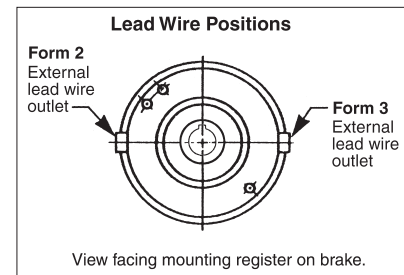 Lead Wire Positions
Form 2
External
lead wire
outlet
Form 3
External
lead wire
outlet
View facing mounting register on brake.